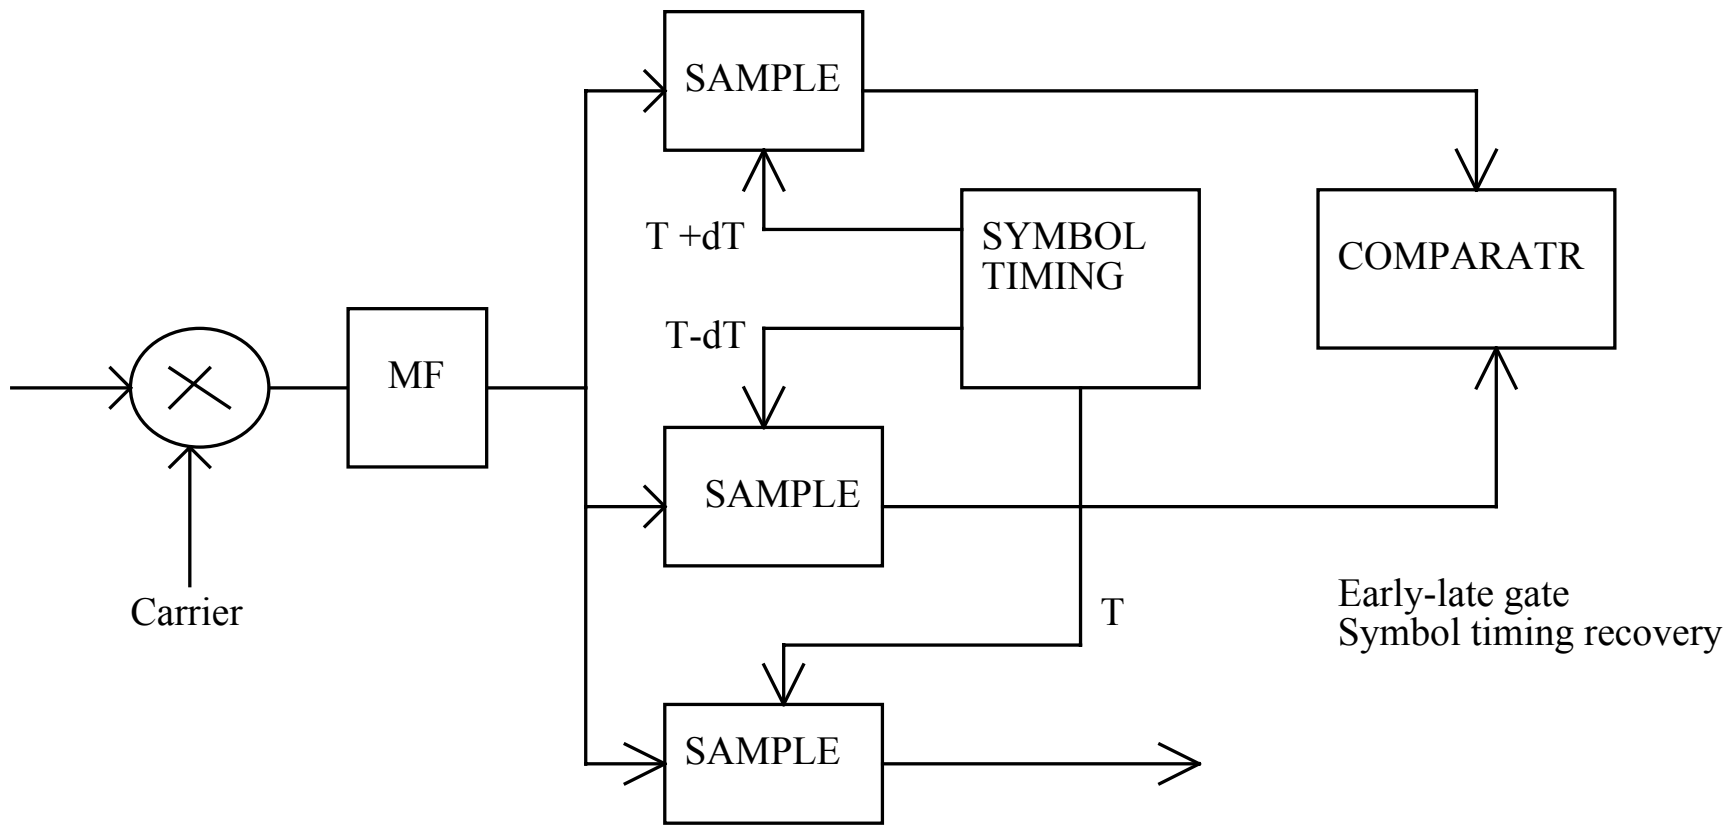 SAMPLE
T +dT
SYMBOL
TIMING
COMPARATR
T-dT
MF
SAMPLE
Carrier
T
Early-late gate
Symbol timing recovery
SAMPLE